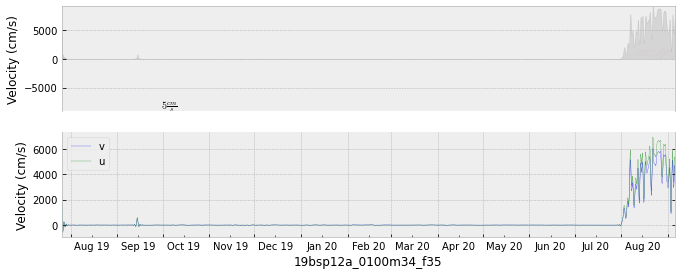 Velocity (cm/s)
5000
0
−5000
5 cm/s
Velocity (cm/s)
6000
4000
2000
0
v
u
Aug 19 Sep 19 Oct 19 Nov 19 Dec 19 Jan 20 Feb 20 Mar 20 Apr 20 May 20 Jun 20 Jul 20 Aug 20
19bsp12a_0100m34_f35